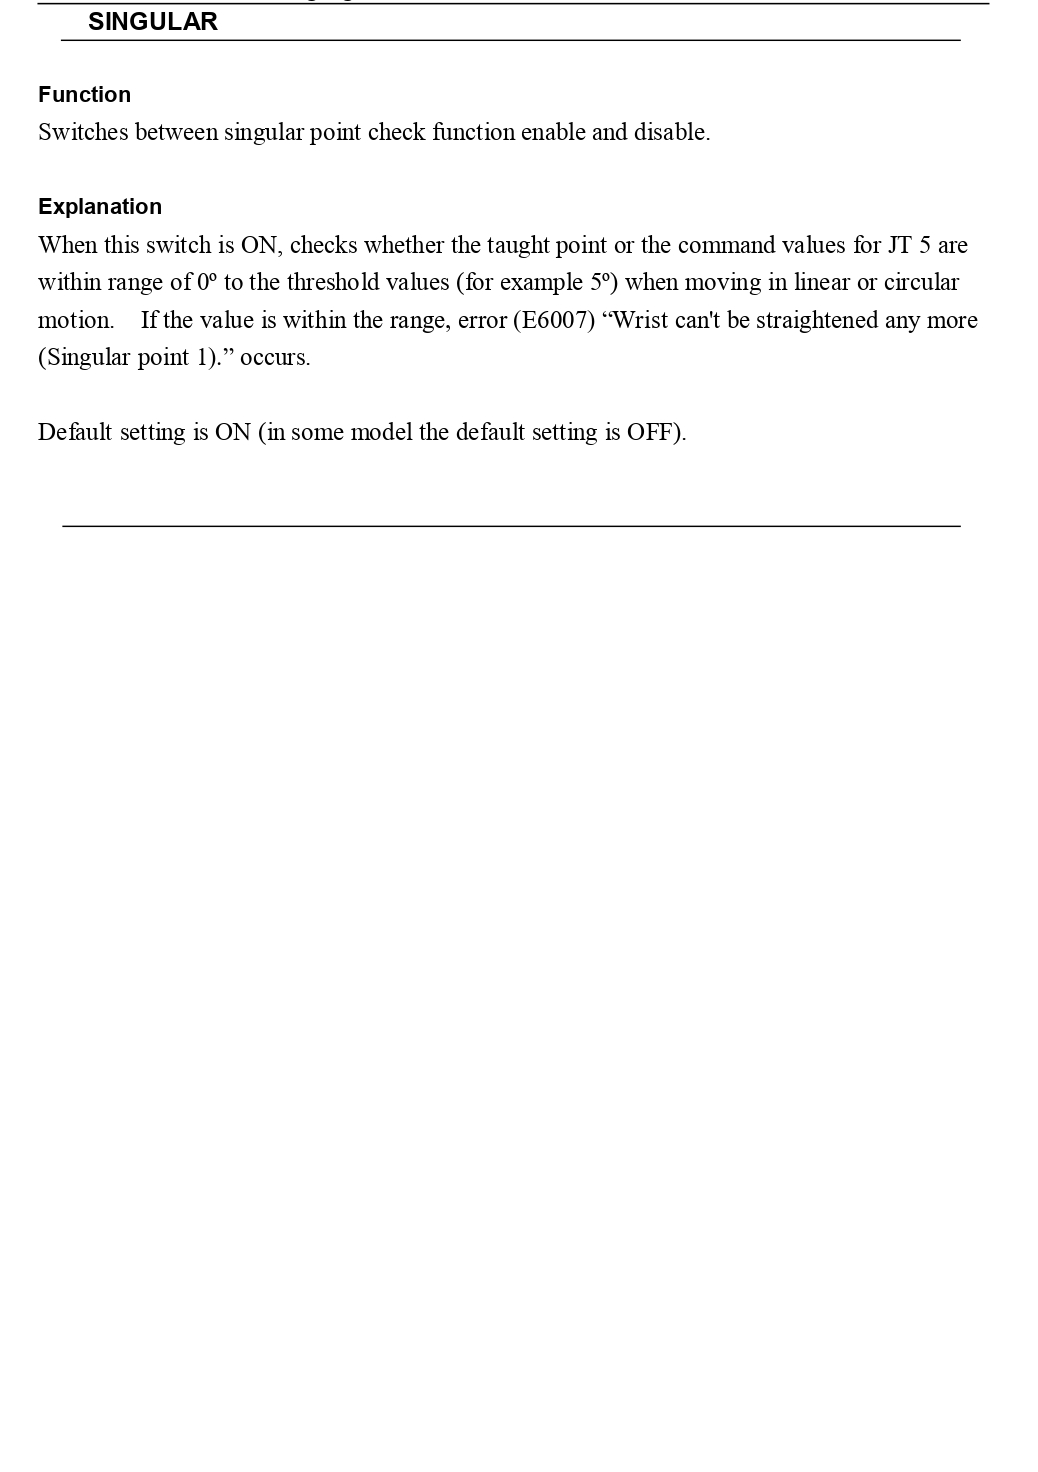 SINGULAR
Function
Switches between singular point check function enable and disable.
Explanation
When this switch is ON, checks whether the taught point or the command values for JT 5 are
within range of 0º to the threshold values (for example 5º) when moving in linear or circular
motion. If the value is within the range, error (E6007) “Wrist can't be straightened any more
(Singular point 1).” occurs.
Default setting is ON (in some model the default setting is OFF).